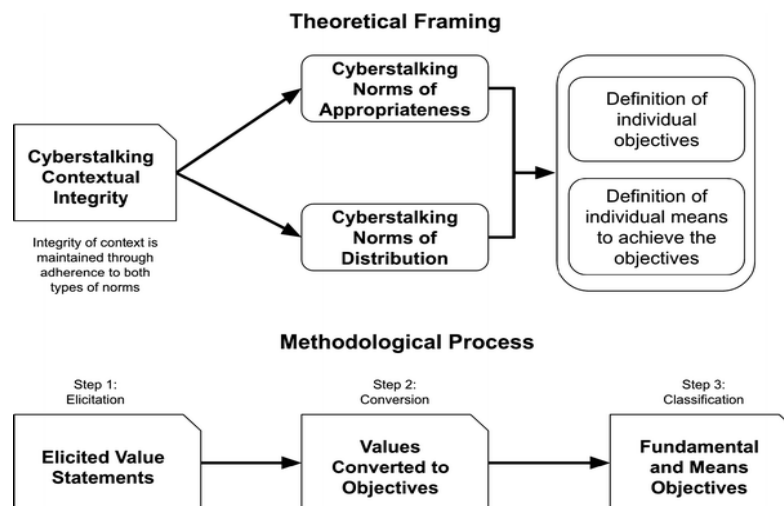 Theoretical Framing
Cyberstalking
Norms of
Appropriateness
Definition of
individual
objectives
Cyberstalking
Contextual
Integrity
Definition of
individual means
to achieve the
objectives
Cyberstalking
Norms of
Distribution
Integrity of context is
maintained through
adherence to both
types of norms
Methodological Process
Step 1:
Elicitation
Step 2:
Conversion
Step 3:
Classification
Elicited Value
Statements
Values
Converted to
Objectives
Fundamental
and Means
Objectives